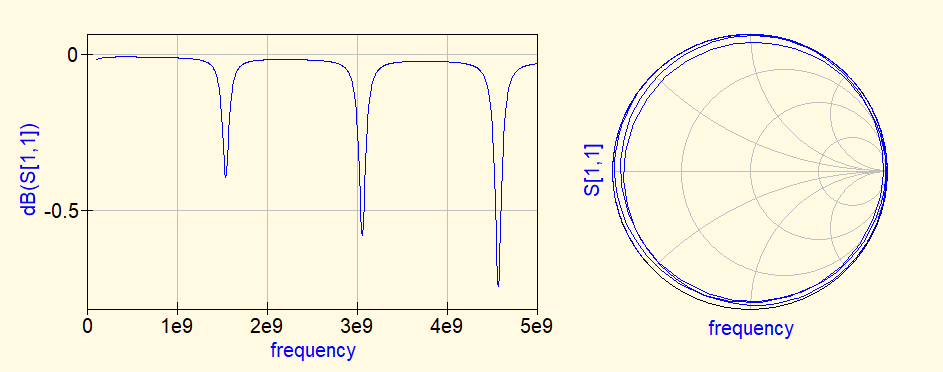 dB(S[1,1])
0
-0.5
0
1e9
2e9
3e9
4e9
5e9
frequency
S[1,1]
frequency